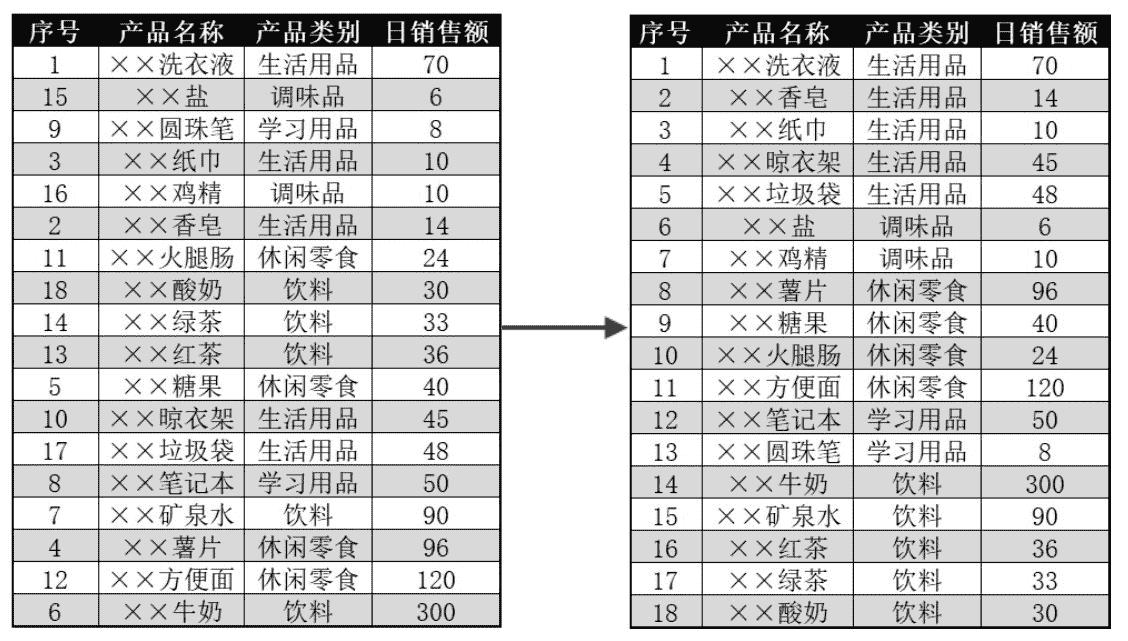 序号 产品名称 产品类别 日销售额
1 ××洗衣液 生活用品 70
15 ××盐 调味品 6
9 ××圆珠笔 学习用品 8
3 ××纸巾 生活用品 10
16 ××鸡精 调味品 10
2 ××香皂 生活用品 14
11 ××火腿肠 休闲零食 24
18 ××酸奶 饮料 30
14 ××绿茶 饮料 33
13 ××红茶 饮料 36
5 ××糖果 休闲零食 40
10 ××晾衣架 生活用品 45
17 ××垃圾袋 生活用品 48
8 ××笔记本 学习用品 50
7 ××矿泉水 饮料 90
4 ××薯片 休闲零食 96
12 ××方便面 休闲零食 120
6 ××牛奶 饮料 300
序号 产品名称 产品类别 日销售额
1 ××洗衣液 生活用品 70
2 ××香皂 生活用品 14
3 ××纸巾 生活用品 10
4 ××晾衣架 生活用品 45
5 ××垃圾袋 生活用品 48
6 ××盐 调味品 6
7 ××鸡精 调味品 10
8 ××薯片 休闲零食 96
9 ××糖果 休闲零食 40
10 ××火腿肠 休闲零食 24
11 ××方便面 休闲零食 120
12 ××笔记本 学习用品 50
13 ××圆珠笔 学习用品 8
14 ××牛奶 饮料 300
15 ××矿泉水 饮料 90
16 ××红茶 饮料 36
17 ××绿茶 饮料 33
18 ××酸奶 饮料 30